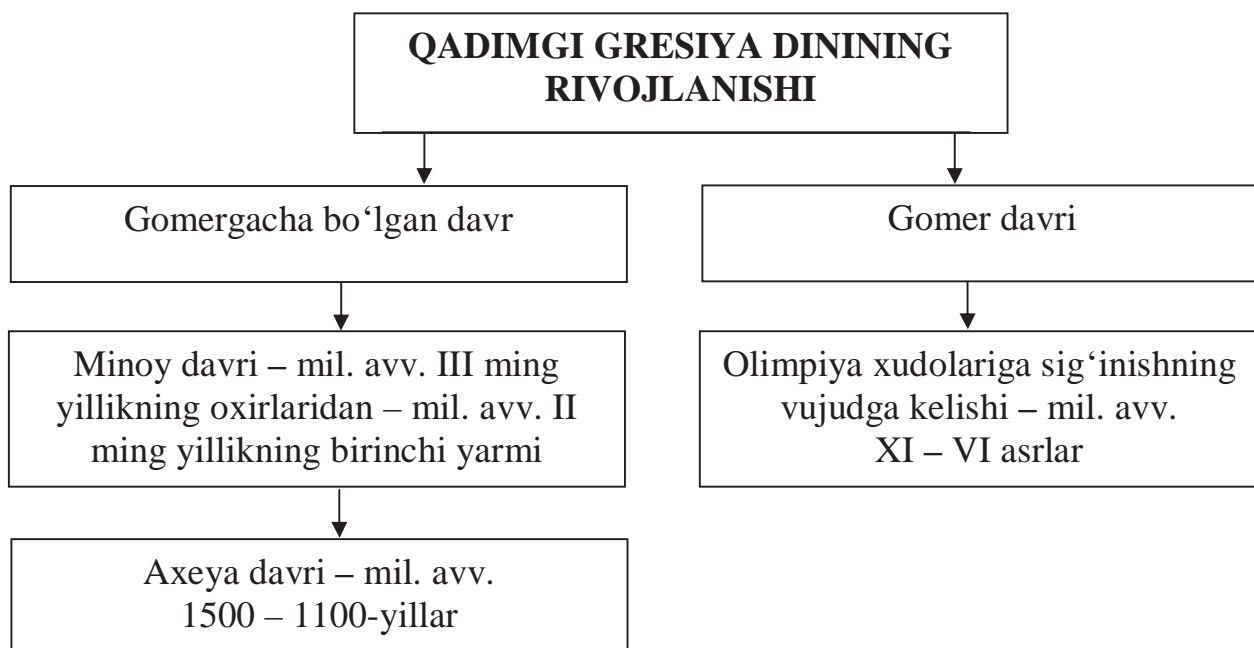 QADIMGI GRESIYA DININING
RIVOJLANISHI
Gomergacha bo‘lgan davr
Gomer davri
Minoy davri – mil. avv. III ming
yillikning oxirlaridan – mil. avv. II
ming yillikning birinchi yarmi
Olimpiya xudolariga sig‘inishning
vujudga kelishi – mil. avv.
XI – VI asrlar
Axeya davri – mil. avv.
1500 – 1100-yillar